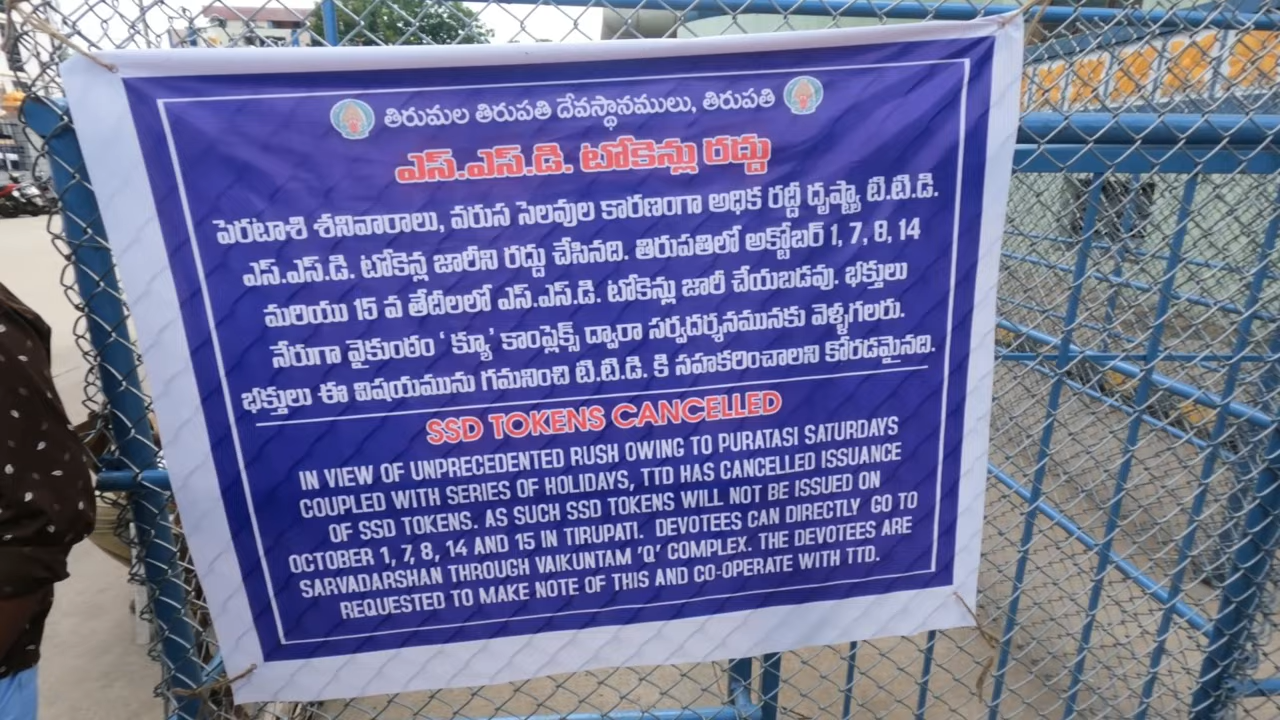 తిరుమల తిరుపతి దేవస్థానములు, తిరుపతి
ఎస్.ఎస్.డి. టోకెన్లు రద్దు
పెరటాశి శనివారాలు, వరుస సెలవుల కారణంగా అధిక రద్దీ దృష్ట్యా టి.టి.డి.
ఎస్.ఎస్.డి. టోకెన్ల జారీని రద్దు చేసినది. తిరుపతిలో అక్టోబర్ 1, 7, 8, 14
మరియు 15 వ తేదీలలో ఎస్.ఎస్.డి. టోకెన్లు జారీ చేయబడవు. భక్తులు
నేరుగా వైకుంఠం ' క్యూ' కాంప్లెక్స్ ద్వారా సర్వదర్శనమునకు వెళ్ళగలరు.
భక్తులు ఈ విషయమును గమనించి టి.టి.డి. కి సహకరించాలని కోరడమైనది.
SSD TOKENS CANCELLED
IN VIEW OF UNPRECEDENTED RUSH OWING TO PURATASI SATURDAYS
COUPLED WITH SERIES OF HOLIDAYS, TTD HAS CANCELLED ISSUANCE
OF SSD TOKENS. AS SUCH SSD TOKENS WILL NOT BE ISSUED ON
OCTOBER 1, 7, 8, 14 AND 15 IN TIRUPATI. DEVOTEES CAN DIRECTLY GO TO
SARVADARSHAN THROUGH VAIKUNTAM 'Q' COMPLEX. THE DEVOTEES ARE
REQUESTED TO MAKE NOTE OF THIS AND CO-OPERATE WITH TTD.